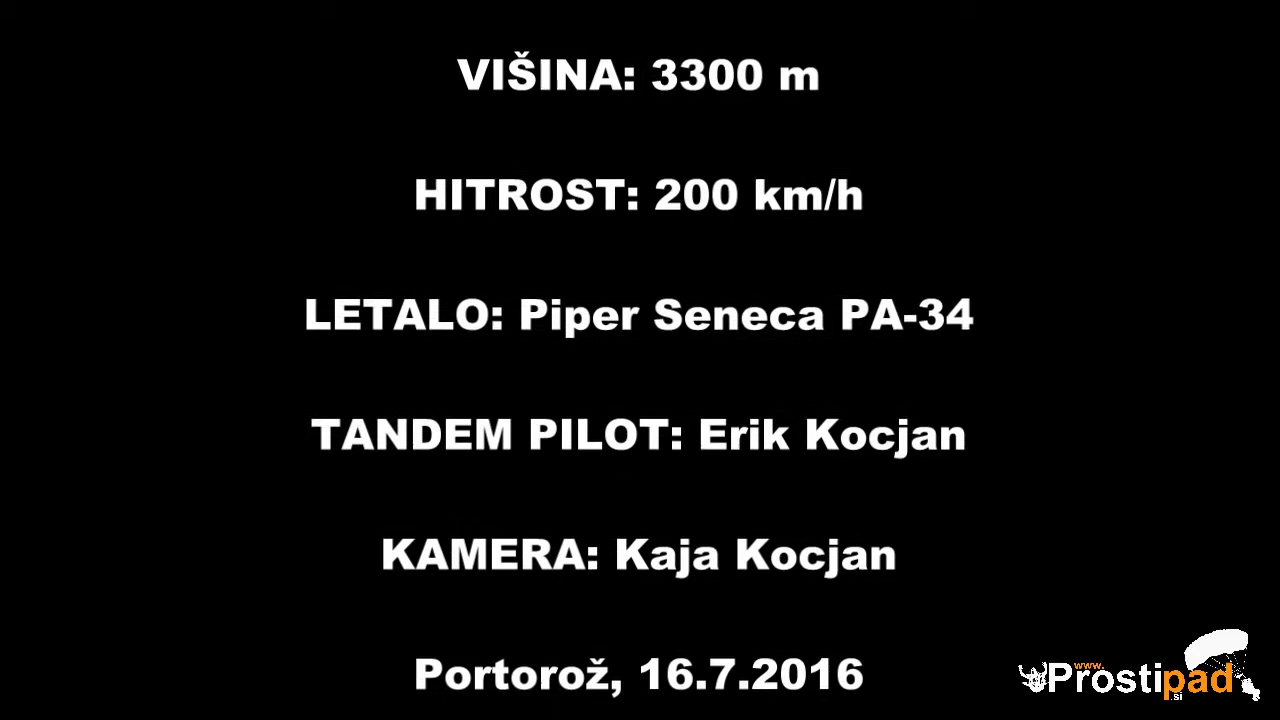 VIŠINA: 3300 m
HITROST: 200 km/h
LETALO: Piper Seneca PA-34
TANDEM PILOT: Erik Kocjan
KAMERA: Kaja Kocjan
Portorož, 16.7.2016
www.
Prostipad
.si